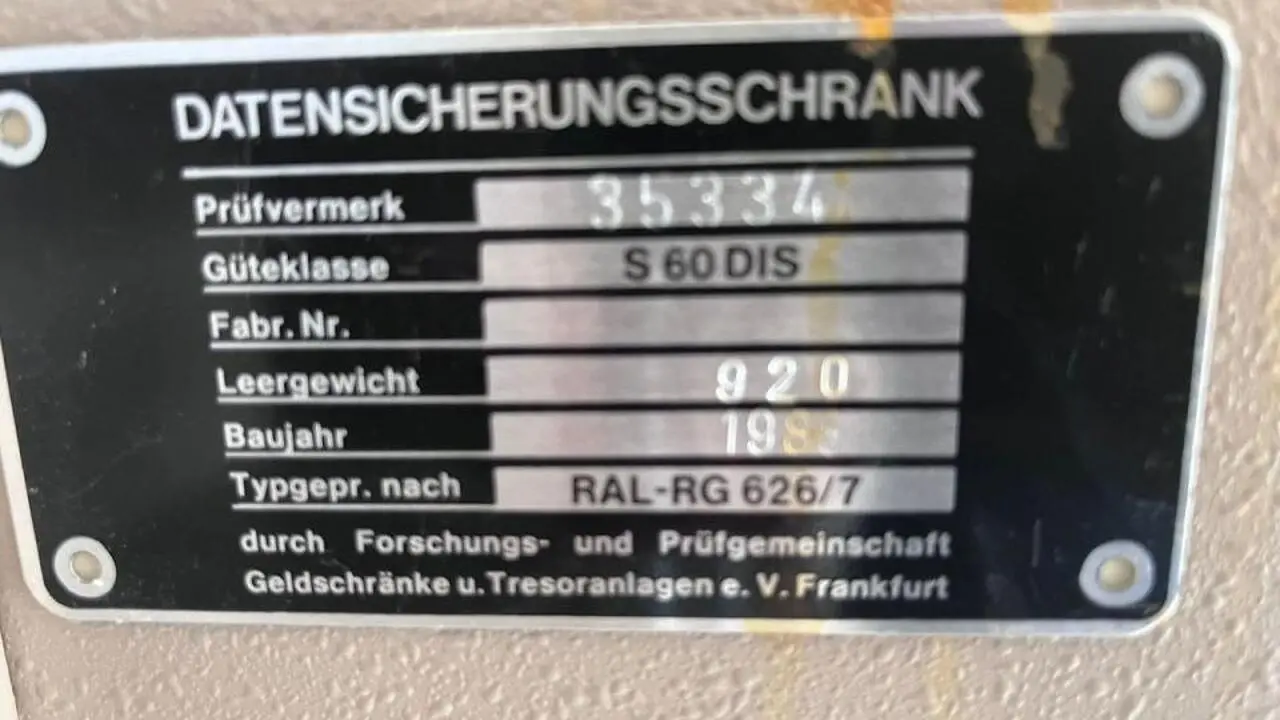 DATENSICHERUNGSSCHRANK
Prüfvermerk 35334
Güteklasse S 60 DIS
Fabr. Nr.
Leergewicht 920
Baujahr
Typgepr. nach RAL-RG 626/7
durch Forschungs- und Prüfgemeinschaft
Geldschränke u. Tresoranlagen e. V. Frankfurt